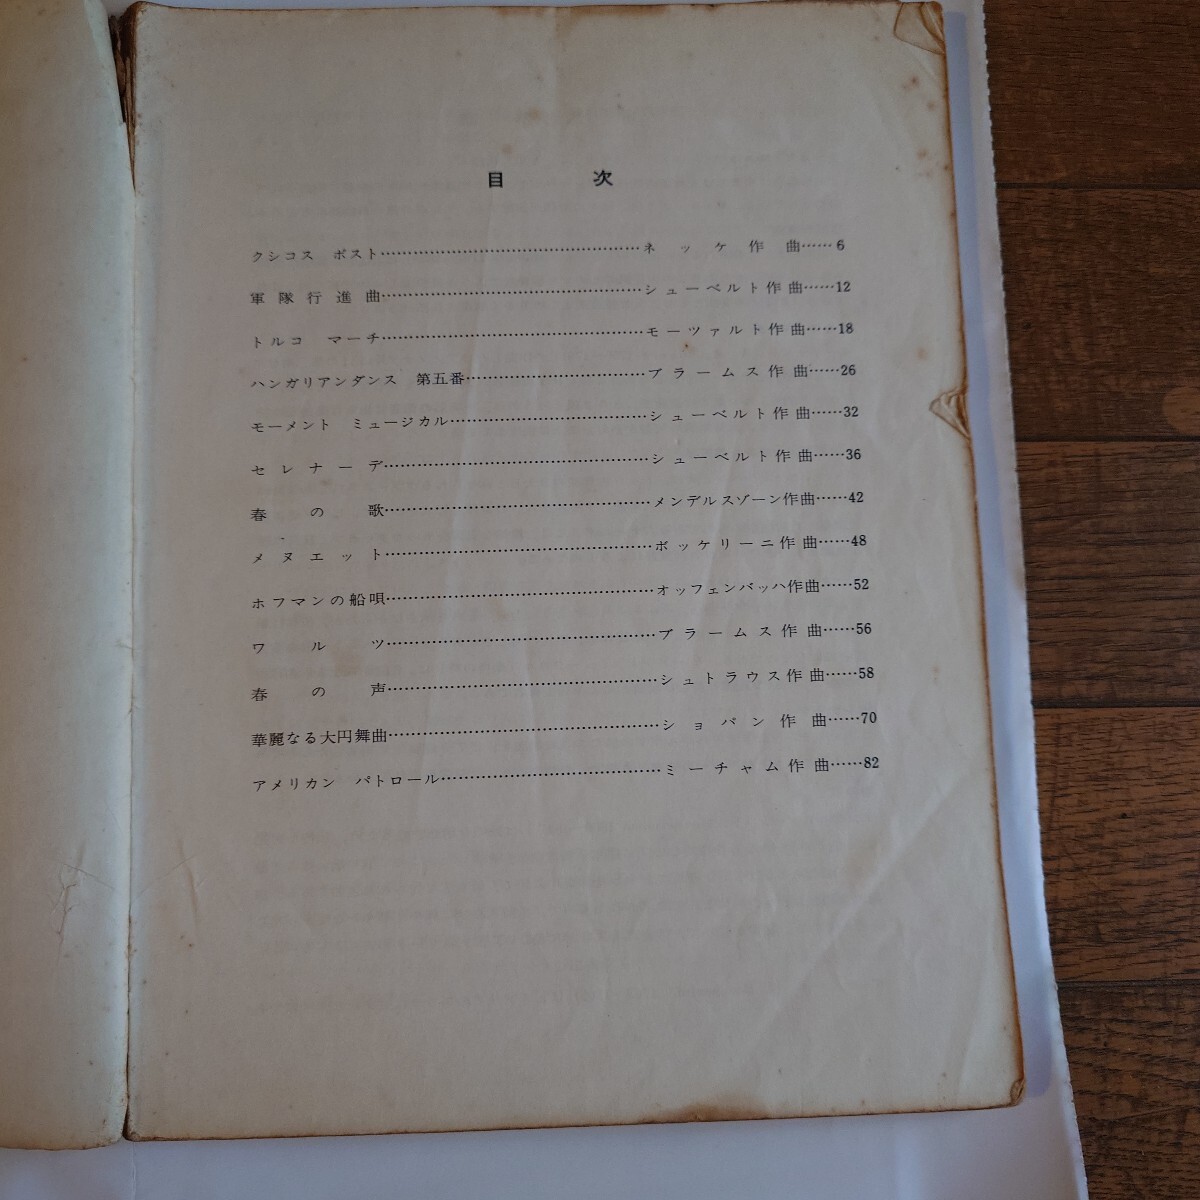 目次
クシコス ポスト……………………………………………ネッケ作曲……6
軍隊行進曲……………………………………………シューベルト作曲……12
トルコ マーチ……………………………………………モーツァルト作曲……18
ハンガリアンダンス 第五番………………………………ブラームス作曲……26
モーメント ミュージカル…………………………………シューベルト作曲……32
セレナーデ……………………………………………シューベルト作曲……36
春の歌……………………………………………メンデルスゾーン作曲……42
メヌエット……………………………………………ボッケリーニ作曲……48
ホフマンの船唄……………………………………………オッフェンバッハ作曲……52
ワルツ……………………………………………ブラームス作曲……56
春の声……………………………………………シュトラウス作曲……58
華麗なる大円舞曲……………………………………………ショパン作曲……70
アメリカン パトロール……………………………………ミーチャム作曲……82